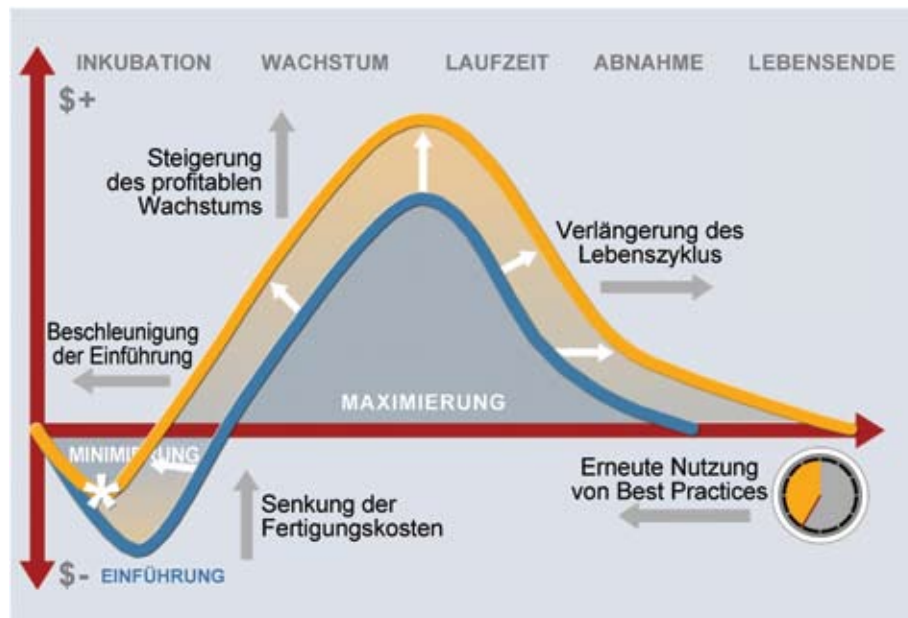 INKUBATION WACHSTUM LAUFZEIT ABNAHME LEBENSENDE
$+
Steigerung
des profitablen
Wachstums
Verlängerung des
Lebenszyklus
Beschleunigung
der Einführung
MAXIMIERUNG
MINIMIERUNG
*
Senkung der
Fertigungskosten
Erneute Nutzung
von Best Practices
$- EINFÜHRUNG